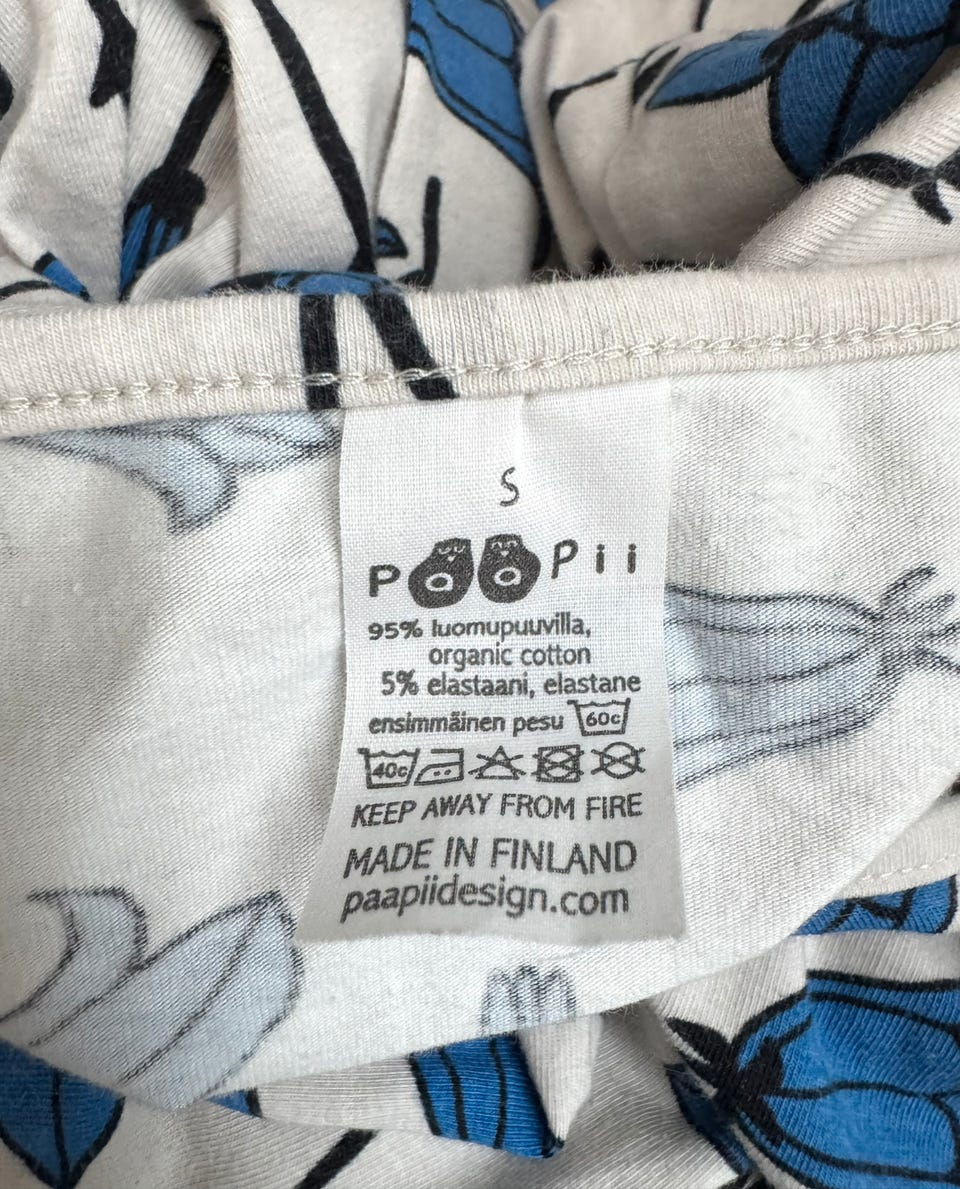 S
PaaPii
95% luomupuuvilla,
organic cotton
5% elastaani, elastane
ensimmäinen pesu 60c
40c
KEEP AWAY FROM FIRE
MADE IN FINLAND
paapiidesign.com